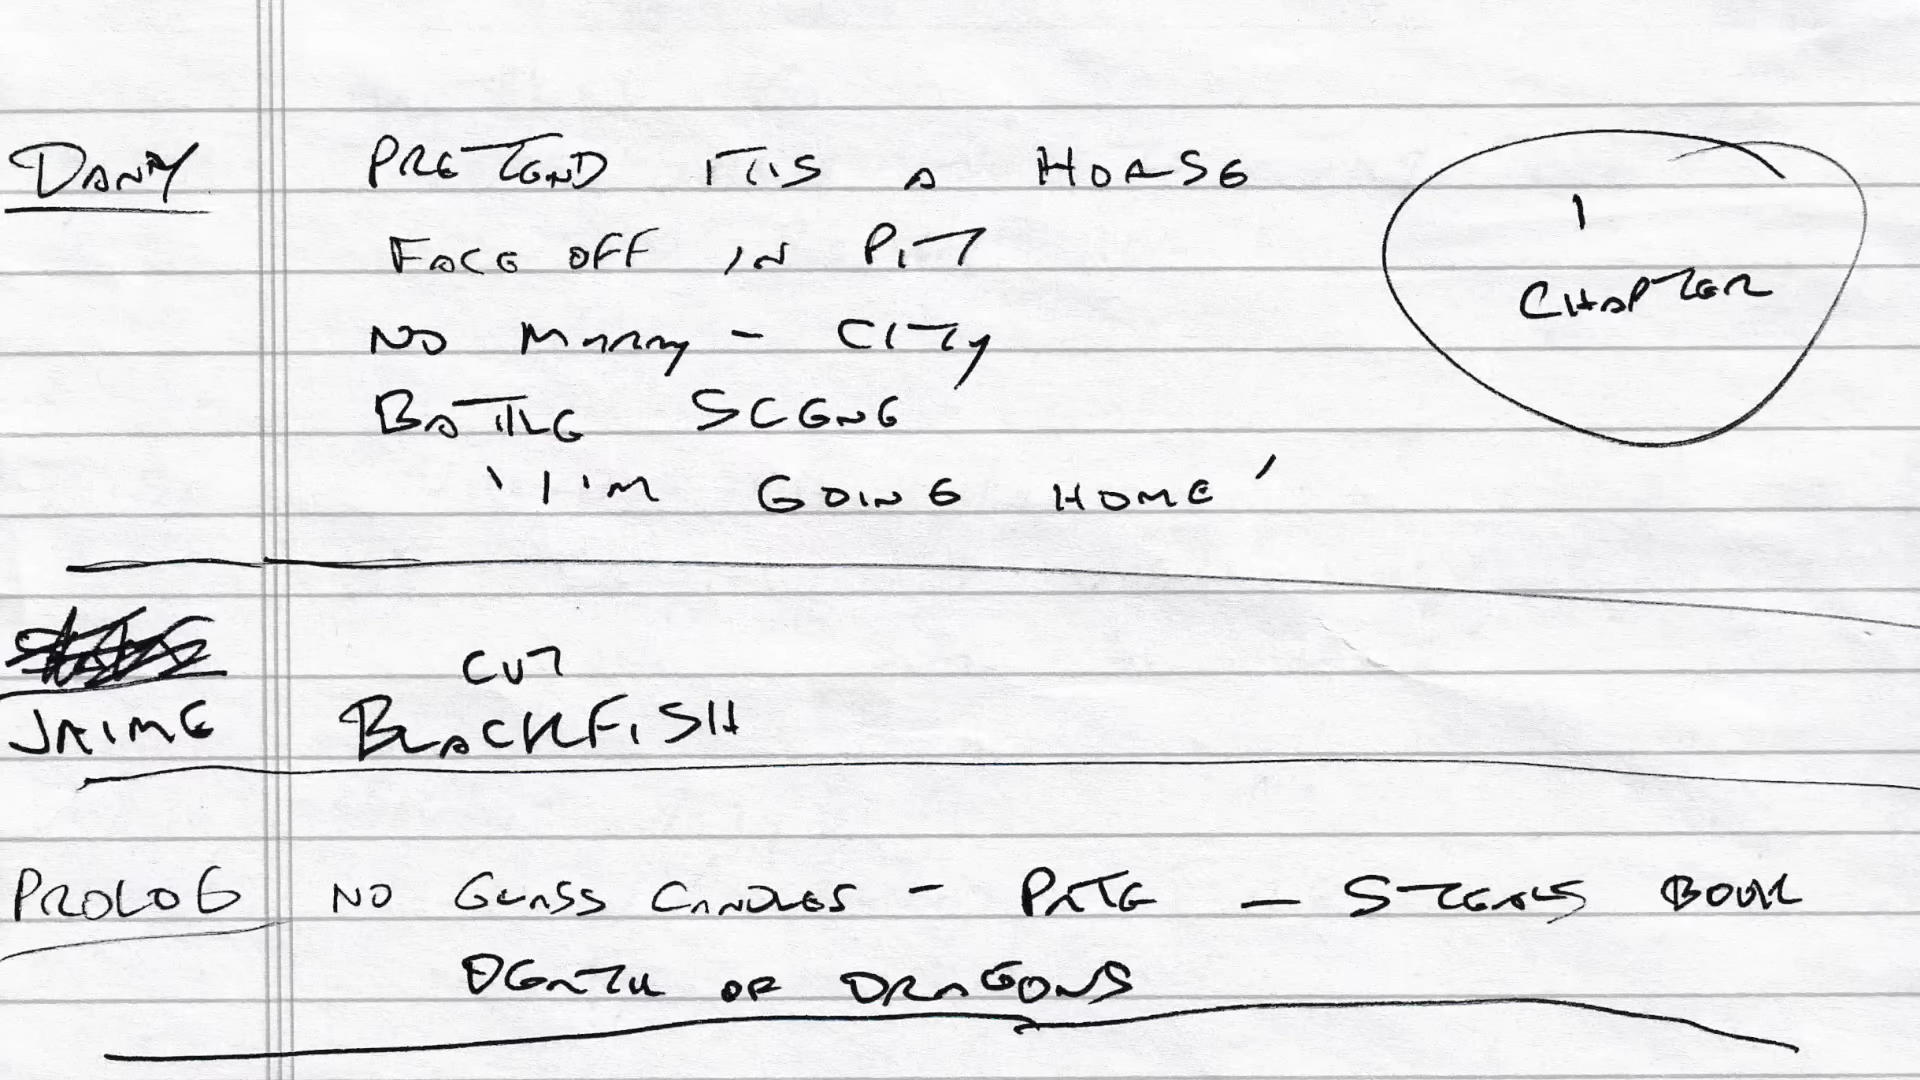 DANY PRETEND ITIS A HORSE
FACE OFF IN PIT
1
CHAPTER
NO MARRY - CITY
BATTLE SCENE
'I'M GOING HOME'
CUT
JAIME BLACKFISH
PROLOG NO GLASS CANDLES - PATE - STEALS BOOK
DEATH OF DRAGONS